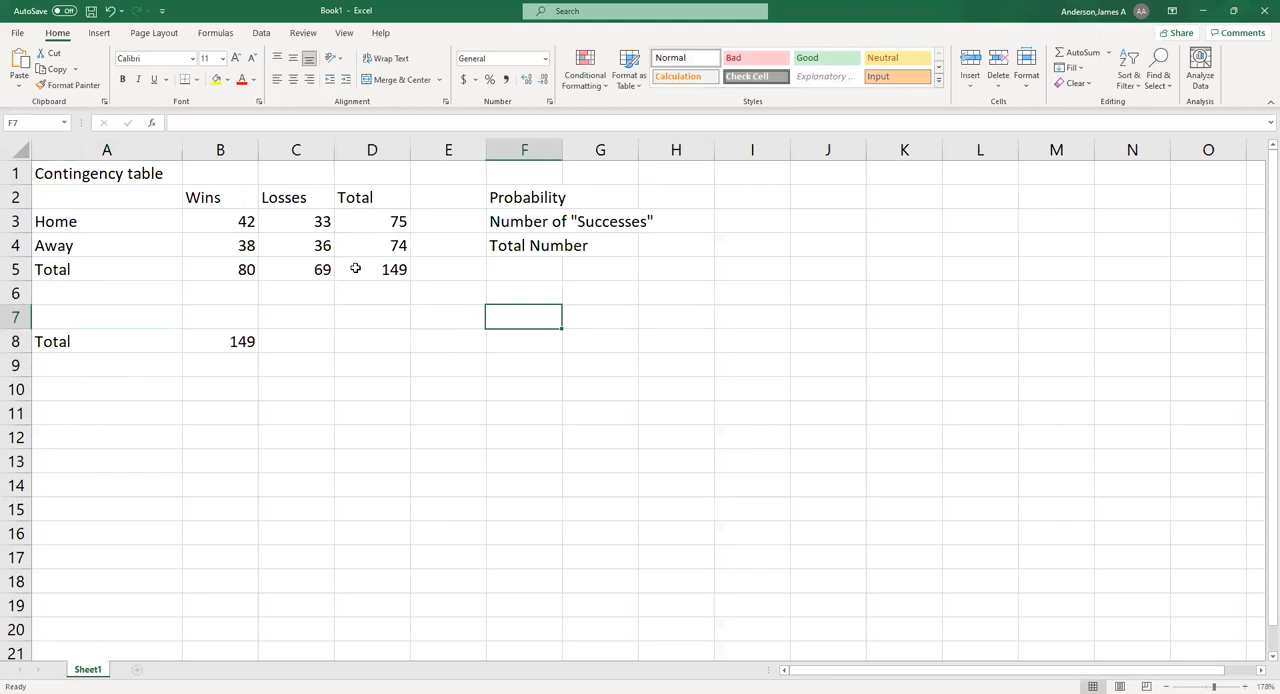 AutoSave Off Book1 - Excel Search Anderson,James A AA
File Home Insert Page Layout Formulas Data Review View Help Share Comments
Paste Cut Copy Format Painter Clipboard
Calibri 11 A A B I U A Font
Wrap Text Merge & Center Alignment
General $ % 9 Number
Conditional Formatting Format as Table
Normal Bad Good Neutral
Calculation Check Cell Explanatory ... Input
Styles
Insert Delete Format Cells
AutoSum Fill Clear Sort & Filter Find & Select Editing
Analyze Data Analysis
F7 fx
A B C D E F G H I J K L M N O
1 Contingency table
2 Wins Losses Total Probability
3 Home 42 33 75 Number of "Successes"
4 Away 38 36 74 Total Number
5 Total 80 69 149
6
7
8 Total 149
9
10
11
12
13
14
15
16
17
18
19
20
21
Sheet1
Ready 178%